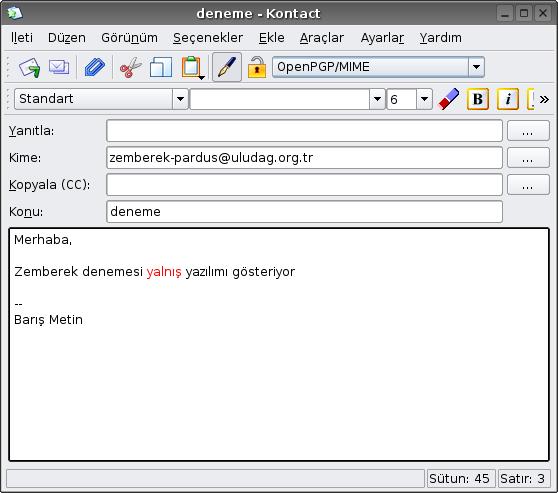 deneme - Kontact
İleti Düzen Görünüm Seçenekler Ekle Araçlar Ayarlar Yardım
OpenPGP/MIME
Standart 6 B i »
Yanıtla: ...
Kime: zemberek-pardus@uludag.org.tr ...
Kopyala (CC): ...
Konu: deneme
Merhaba,
Zemberek denemesi yalnış yazılımı gösteriyor
--
Barış Metin
Sütun: 45 Satır: 3